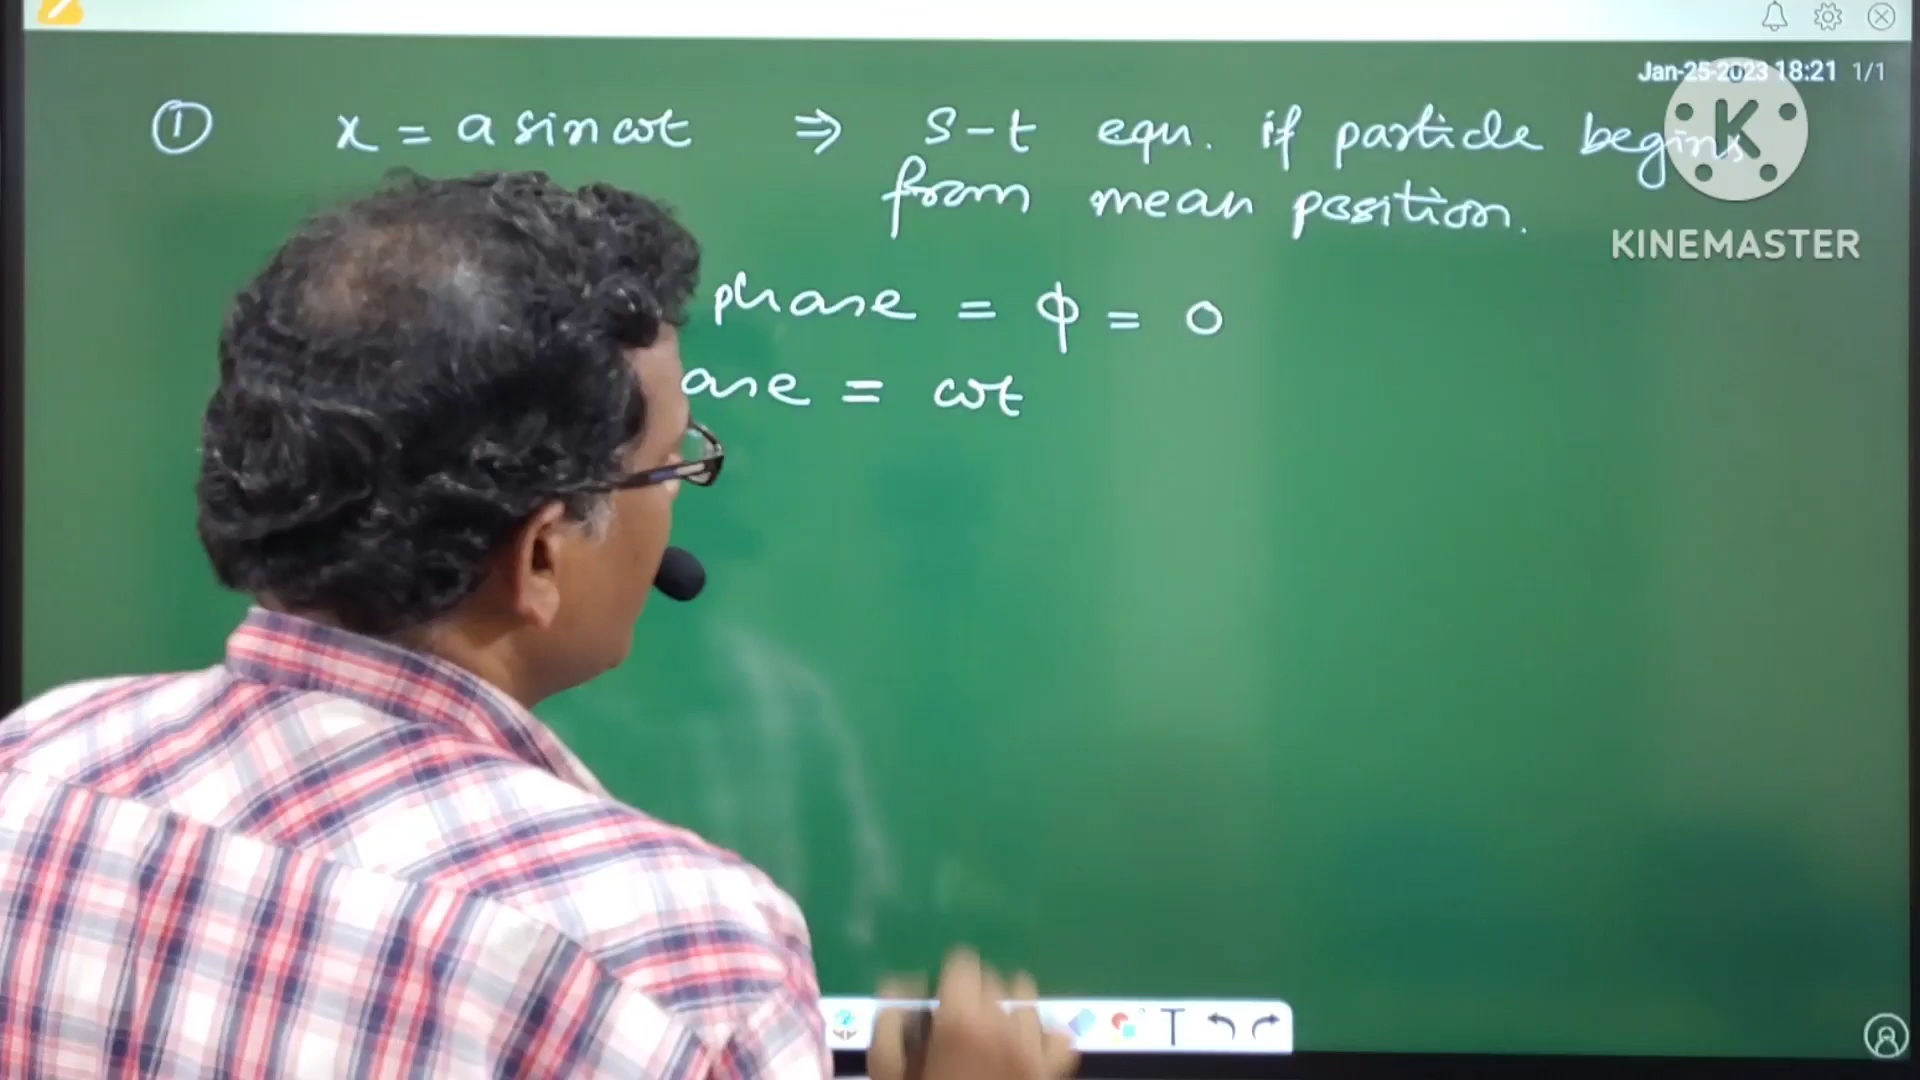 Jan-25-2023 18:21 1/1
① x = a sin ωt ⇒ s-t equn. if particle begins
from mean position.
KINEMASTER
phase = ϕ = 0
ase = ωt
T